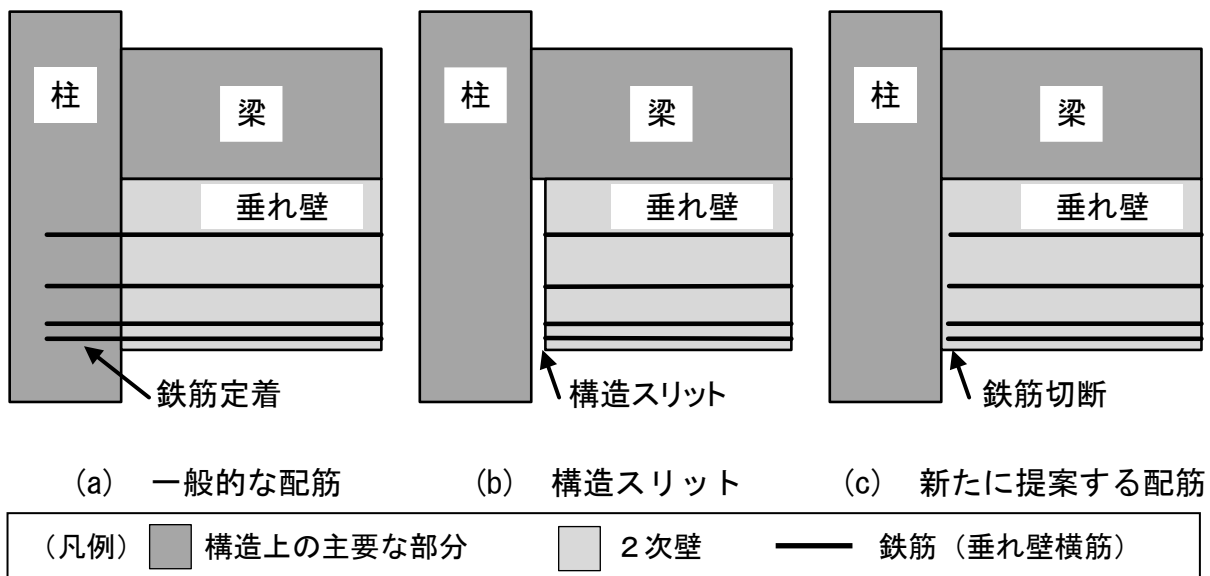 柱
梁
垂れ壁
鉄筋定着
(a) 一般的な配筋
柱
梁
垂れ壁
構造スリット
(b) 構造スリット
柱
梁
垂れ壁
鉄筋切断
(c) 新たに提案する配筋
(凡例) 構造上の主要な部分 2次壁 鉄筋(垂れ壁横筋)